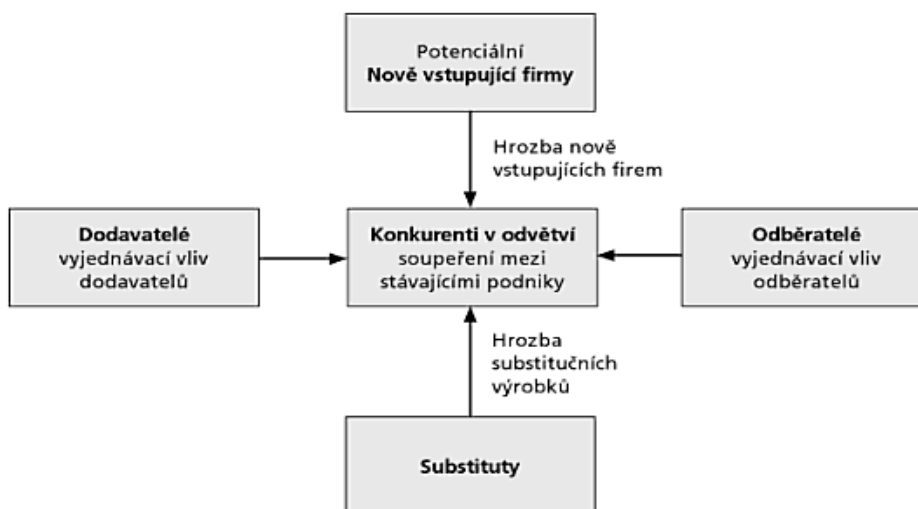 Potenciální
Nově vstupující firmy
Hrozba nově
vstupujících firem
Dodavatelé
vyjednávací vliv
dodavatelů
Konkurenti v odvětví
soupeření mezi
stávajícími podniky
Odběratelé
vyjednávací vliv
odběratelů
Hrozba
substitučních
výrobků
Substituty